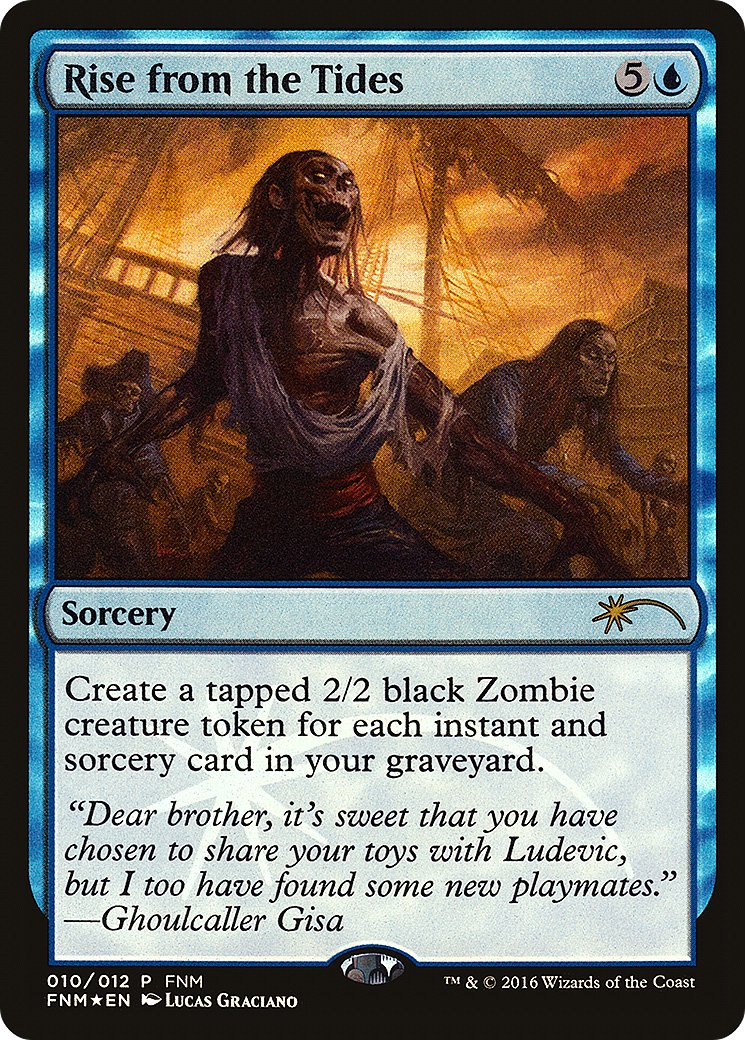 Rise from the Tides 5
Sorcery
Create a tapped 2/2 black Zombie
creature token for each instant and
sorcery card in your graveyard.
“Dear brother, it’s sweet that you have
chosen to share your toys with Ludevic,
but I too have found some new playmates.”
—Ghoulcaller Gisa
010/012 P FNM
FNM★EN Lucas Graciano
™ & © 2016 Wizards of the Coast